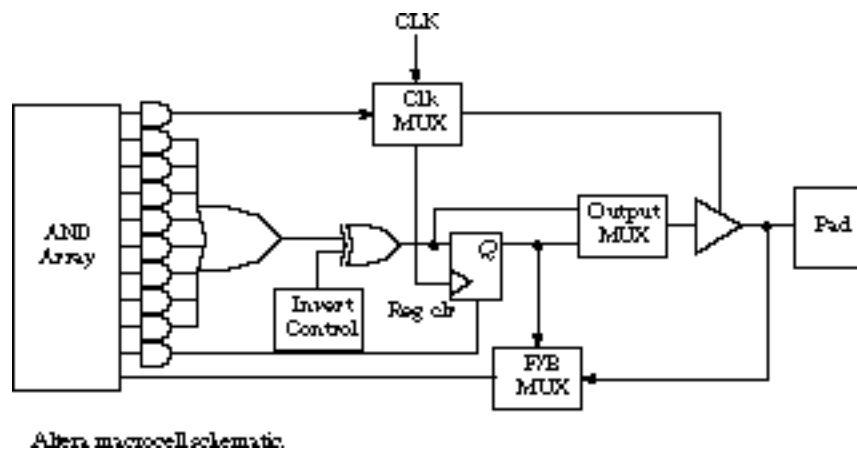 CLK
Clk
MUX
AND
Array
Output
MUX
Pad
Q
Invert
Control
Reg clr
F/B
MUX
Altera macrocell schematic.